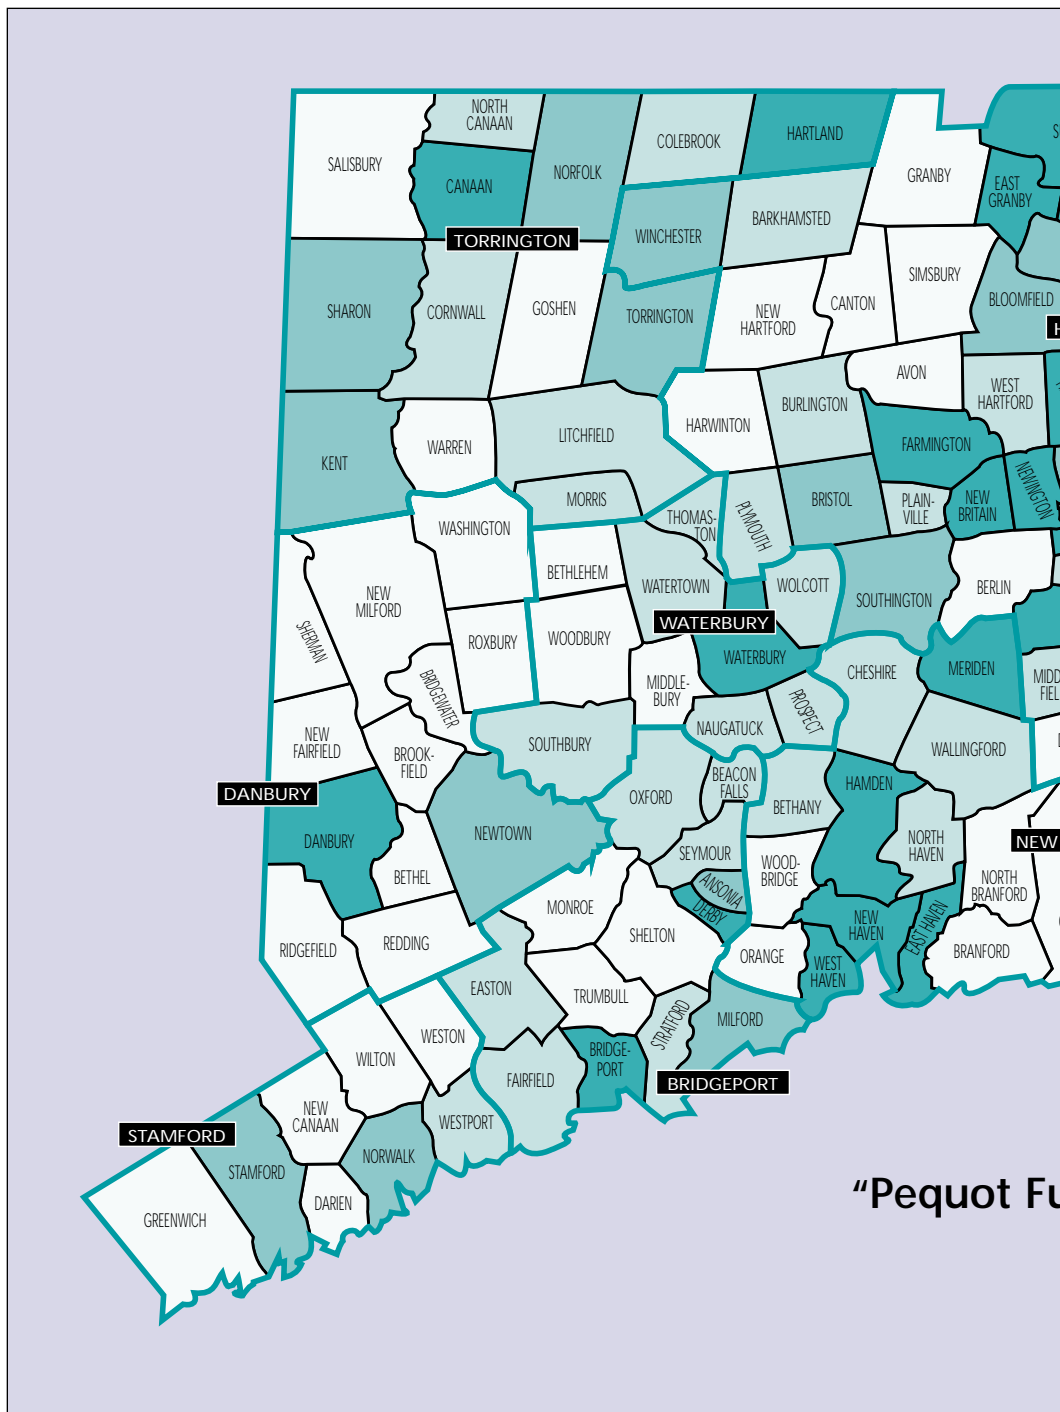 NORTH
CANAAN
COLEBROOK
HARTLAND
SALISBURY
NORFOLK
CANAAN
GRANBY
EAST
GRANBY
BARKHAMSTED
TORRINGTON
WINCHESTER
SIMSBURY
BLOOMFIELD
SHARON
CORNWALL
GOSHEN
TORRINGTON
NEW
HARTFORD
CANTON
AVON
WEST
HARTFORD
BURLINGTON
HARWINTON
LITCHFIELD
WARREN
KENT
FARMINGTON
NEWINGTON
MORRIS
BRISTOL
PLAIN-
VILLE
NEW
BRITAIN
THOMAS-
TON
PLYMOUTH
WASHINGTON
BETHLEHEM
WATERTOWN
WOLCOTT
SOUTHINGTON
BERLIN
NEW
MILFORD
SHERMAN
WATERBURY
ROXBURY
WOODBURY
WATERBURY
CHESHIRE
MERIDEN
MIDDLE-
BURY
BRIDGEWATER
PROSPECT
NAUGATUCK
SOUTHBURY
WALLINGFORD
NEW
FAIRFIELD
BROOK-
FIELD
BEACON
FALLS
OXFORD
HAMDEN
BETHANY
DANBURY
DANBURY
NEWTOWN
NORTH
HAVEN
NEW
SEYMOUR
WOOD-
BRIDGE
BETHEL
ANSONIA
DERBY
NORTH
BRANFORD
MONROE
NEW
HAVEN
EAST HAVEN
SHELTON
REDDING
RIDGEFIELD
ORANGE
WEST
HAVEN
BRANFORD
EASTON
TRUMBULL
STRATFORD
MILFORD
WESTON
WILTON
BRIDGE-
PORT
FAIRFIELD
BRIDGEPORT
NEW
CANAAN
WESTPORT
STAMFORD
NORWALK
STAMFORD
DARIEN
GREENWICH
“Pequot Fu